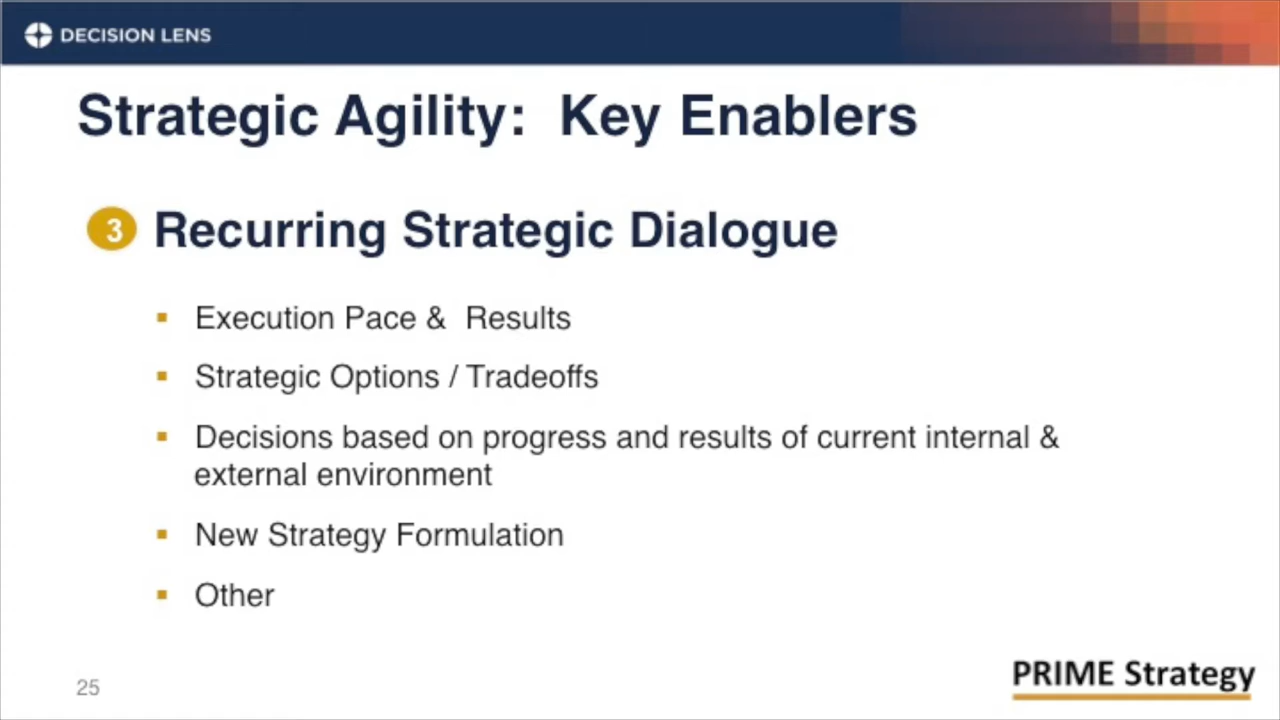 DECISION LENS
Strategic Agility:  Key Enablers
3 Recurring Strategic Dialogue
▪ Execution Pace &  Results
▪ Strategic Options / Tradeoffs
▪ Decisions based on progress and results of current internal &
external environment
▪ New Strategy Formulation
▪ Other
25
PRIME Strategy